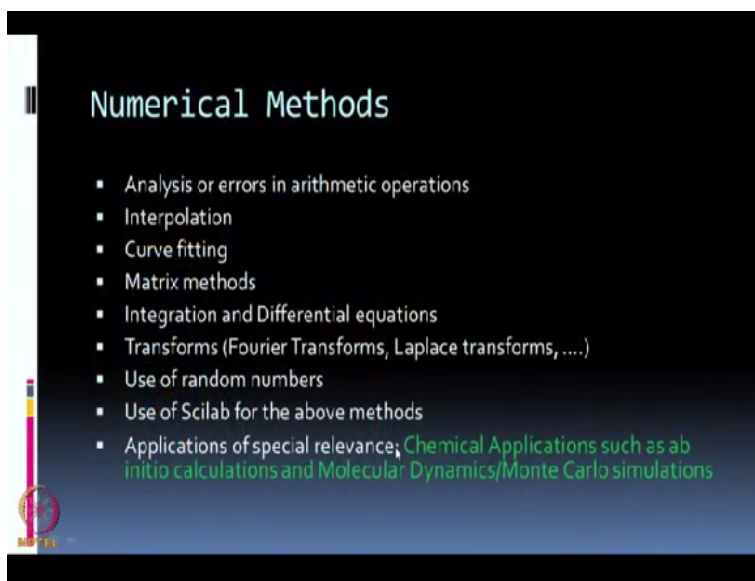 Numerical Methods
▪ Analysis or errors in arithmetic operations
▪ Interpolation
▪ Curve fitting
▪ Matrix methods
▪ Integration and Differential equations
▪ Transforms (Fourier Transforms, Laplace transforms, ....)
▪ Use of random numbers
▪ Use of Scilab for the above methods
▪ Applications of special relevance; Chemical Applications such as ab
initio calculations and Molecular Dynamics/Monte Carlo simulations
NPTEL